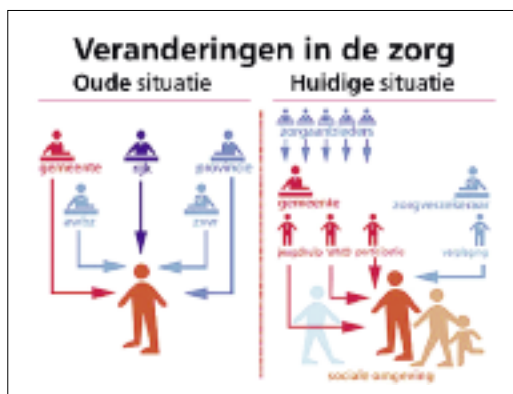 Veranderingen in de zorg
Oude situatie
gemeente rijk provincie
awbz zvw
Huidige situatie
zorgaanbieders
gemeente zorgverzekeraar
jeugdhulp WMO participatie verpleging
sociale omgeving